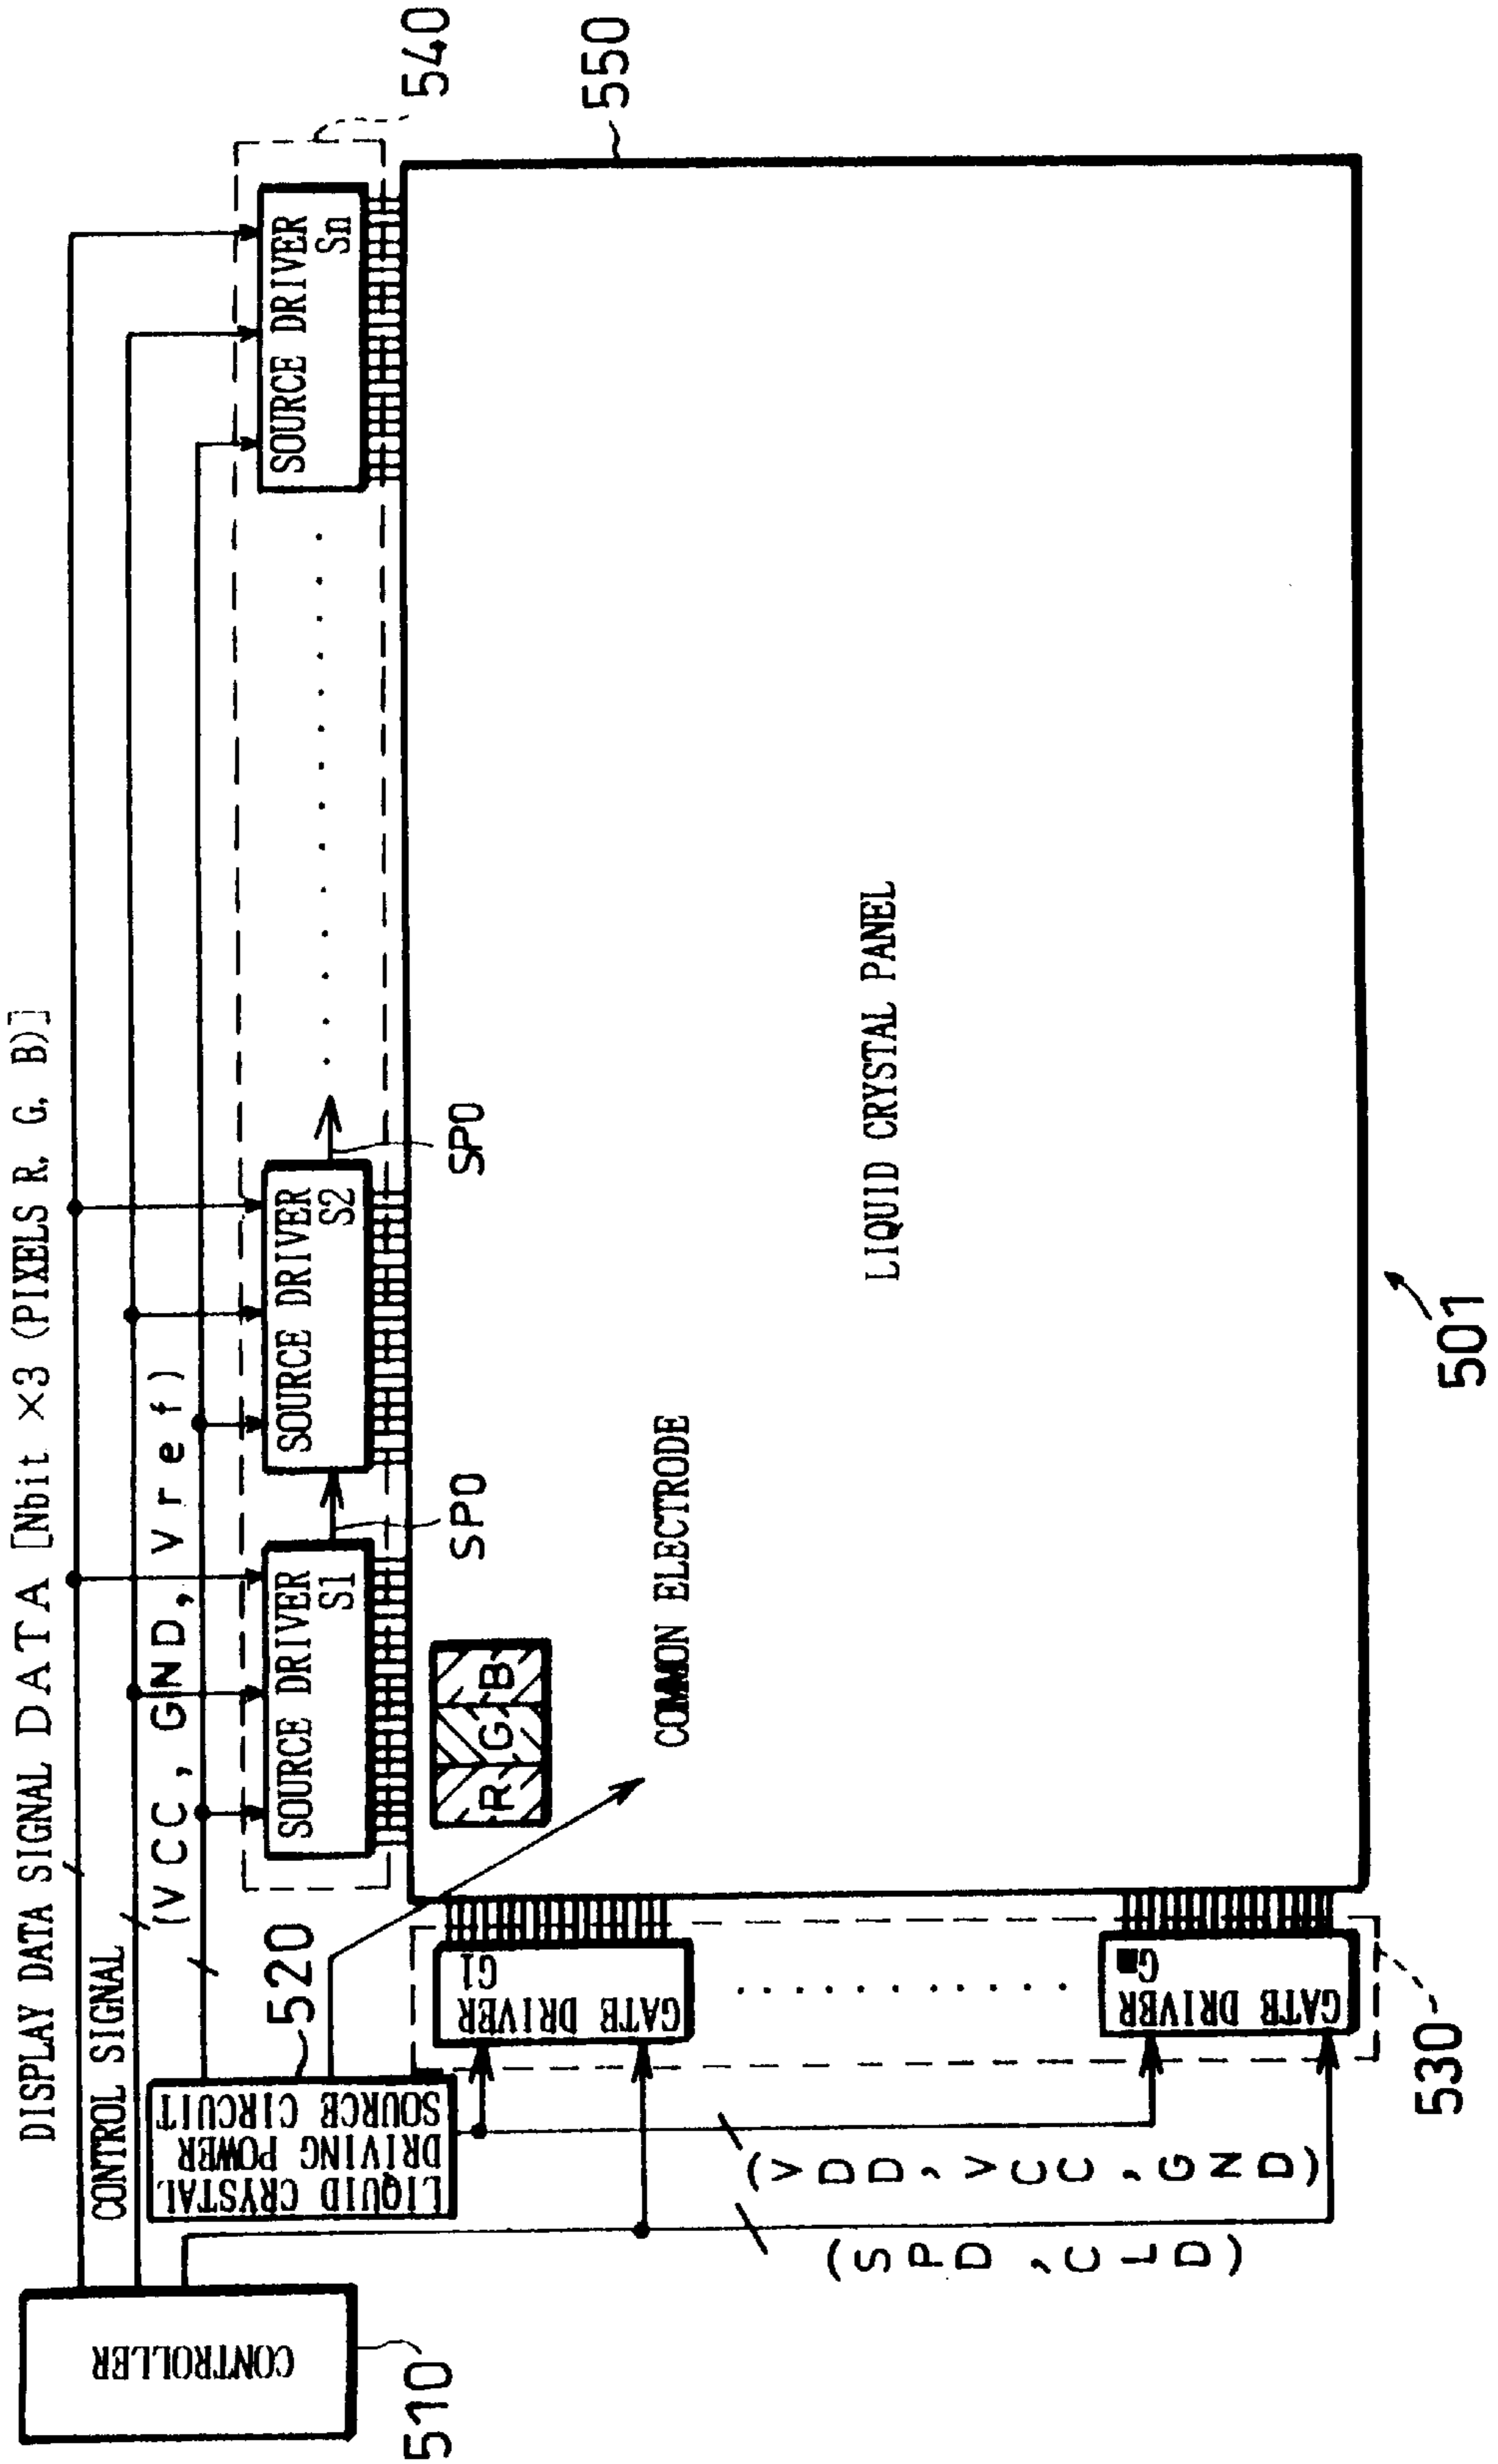 DISPLAY DATA SIGNAL DATA [Nbit ×3 (PIXELS R. G. B)]
CONTROL SIGNAL
(VCC, GND, Vref)
CONTROLLER
510
LIQUID CRYSTAL
DRIVING POWER
SOURCE CIRCUIT
520
SOURCE DRIVER
S1
SPO
SOURCE DRIVER
S2
SPO
SOURCE DRIVER
Sn
540
550
R G B
COMMON ELECTRODE
LIQUID CRYSTAL PANEL
GATE DRIVER
G1
GATE DRIVER
G
(VDD, VCC, GND)
(SPD, CLD)
530
501